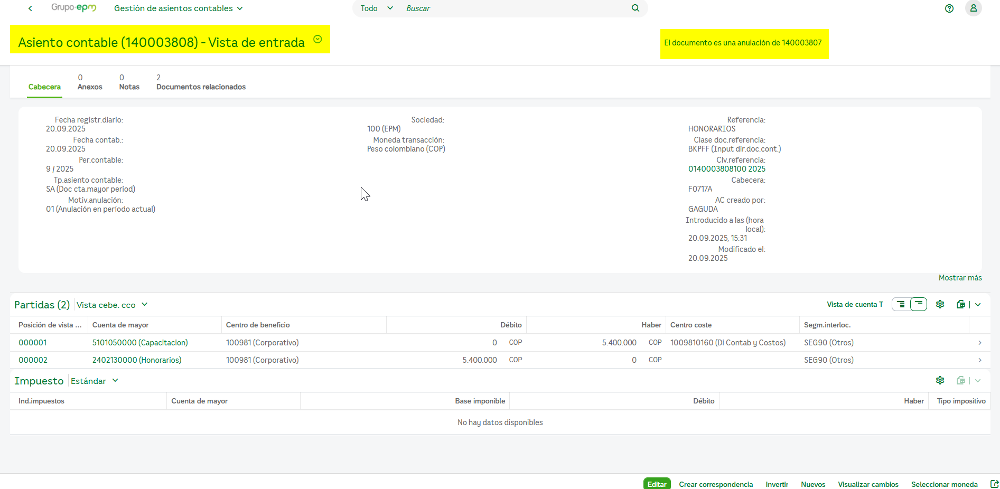 Grupo·epm Gestión de asientos contables Todo Buscar
Asiento contable (140003808) - Vista de entrada
El documento es una anulación de 140003807
0 0 2
Cabecera Anexos Notas Documentos relacionados
Fecha registr.diario:
20.09.2025
Fecha contab.:
20.09.2025
Per.contable:
9 / 2025
Tp.asiento contable:
SA (Doc cta.mayor period)
Motiv.anulación:
01 (Anulación en período actual)
Sociedad:
100 (EPM)
Moneda transacción:
Peso colombiano (COP)
Referencia:
HONORARIOS
Clase doc.referencia:
BKPFF (Input dir.doc.cont.)
Clv.referencia:
0140003808100 2025
Cabecera:
F0717A
AC creado por:
GAGUDA
Introducido a las (hora
local):
20.09.2025, 15:31
Modificado el:
20.09.2025
Mostrar más
Partidas (2) Vista cebe. cco Vista de cuenta T
Posición de vista ... Cuenta de mayor Centro de beneficio Débito Haber Centro coste Segm.interloc.
000001 5101050000 (Capacitacion) 100981 (Corporativo) 0 COP 5.400.000 COP 1009810160 (Di Contab y Costos) SEG90 (Otros)
000002 2402130000 (Honorarios) 100981 (Corporativo) 5.400.000 COP 0 COP SEG90 (Otros)
Impuesto Estándar
Ind.impuestos Cuenta de mayor Base imponible Débito Haber Tipo impositivo
No hay datos disponibles
Editar Crear correspondencia Invertir Nuevos Visualizar cambios Seleccionar moneda